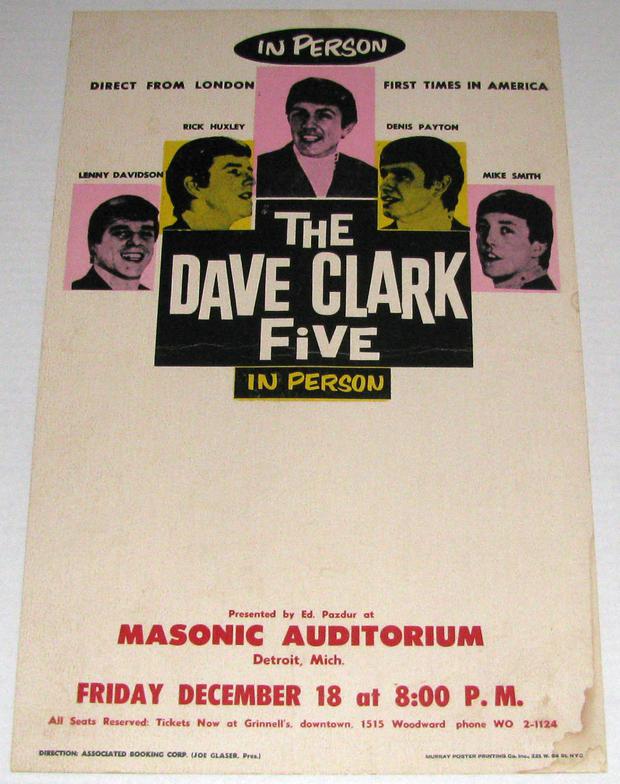 IN PERSON
DIRECT FROM LONDON FIRST TIMES IN AMERICA
RICK HUXLEY DENIS PAYTON
LENNY DAVIDSON MIKE SMITH
THE
DAVE CLARK
FiVE
IN PERSON
Presented by Ed. Pazdur at
MASONIC AUDITORIUM
Detroit, Mich.
FRIDAY DECEMBER 18 at 8:00 P. M.
All Seats Reserved: Tickets Now at Grinnell's, downtown, 1515 Woodward phone WO 2-1124
DIRECTION: ASSOCIATED BOOKING CORP. (JOE GLASER, Pres.) MURRAY POSTER PRINTING Co. Inc.,